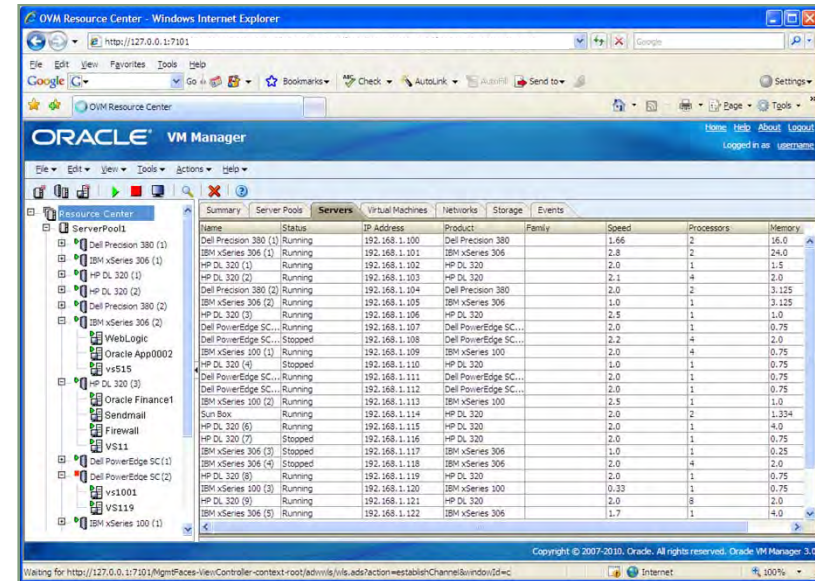 OVM Resource Center - Windows Internet Explorer
http://127.0.0.1:7101
Google
File Edit View Favorites Tools Help
Google G Go Bookmarks ABC Check AutoLink AutoFill Send to Settings
OVM Resource Center Page Tools
ORACLE VM Manager
Home Help About Logout
Logged in as username
File Edit View Tools Actions Help
Resource Center
ServerPool1
Dell Precision 380 (1)
IBM xSeries 306 (1)
HP DL 320 (1)
HP DL 320 (2)
Dell Precision 380 (2)
IBM xSeries 306 (2)
WebLogic
Oracle App0002
vs515
HP DL 320 (3)
Oracle Finance1
Sendmail
Firewall
VS11
Dell PowerEdge SC(1)
Dell PowerEdge SC(2)
vs1001
VS119
IBM xSeries 100 (1)
Summary Server Pools Servers Virtual Machines Networks Storage Events
Name Status IP Address Product Family Speed Processors Memory
Dell Precision 380 (1) Running 192.168.1.100 Dell Precision 380 1.66 2 16.0
IBM xSeries 306 (1) Running 192.168.1.101 IBM xSeries 306 2.8 2 24.0
HP DL 320 (1) Running 192.168.1.102 HP DL 320 2.0 1 1.5
HP DL 320 (2) Running 192.168.1.103 HP DL 320 2.1 4 2.0
Dell Precision 380 (2) Running 192.168.1.104 Dell Precision 380 2.0 2 3.125
IBM xSeries 306 (2) Running 192.168.1.105 IBM xSeries 306 1.0 1 3.125
HP DL 320 (3) Running 192.168.1.106 HP DL 320 2.5 1 1.0
Dell PowerEdge SC... Running 192.168.1.107 Dell PowerEdge SC... 2.0 1 0.75
Dell PowerEdge SC... Stopped 192.168.1.108 Dell PowerEdge SC... 2.2 4 2.0
IBM xSeries 100 (1) Running 192.168.1.109 IBM xSeries 100 2.0 4 0.75
HP DL 320 (4) Stopped 192.168.1.110 HP DL 320 1.0 1 0.75
Dell PowerEdge SC... Running 192.168.1.111 Dell PowerEdge SC... 2.0 1 0.75
Dell PowerEdge SC... Running 192.168.1.112 Dell PowerEdge SC... 2.0 1 0.75
IBM xSeries 100 (2) Running 192.168.1.113 IBM xSeries 100 2.5 1 1.0
Sun Box Running 192.168.1.114 HP DL 320 2.0 2 1.334
HP DL 320 (6) Running 192.168.1.115 HP DL 320 2.0 1 4.0
HP DL 320 (7) Stopped 192.168.1.116 HP DL 320 2.0 1 0.75
IBM xSeries 306 (3) Stopped 192.168.1.117 IBM xSeries 306 1.0 1 0.25
IBM xSeries 306 (4) Stopped 192.168.1.118 IBM xSeries 306 2.0 4 2.0
HP DL 320 (8) Running 192.168.1.119 HP DL 320 2.0 1 0.75
IBM xSeries 100 (3) Running 192.168.1.120 IBM xSeries 100 0.33 1 0.75
HP DL 320 (9) Running 192.168.1.121 HP DL 320 2.0 8 2.0
IBM xSeries 306 (5) Running 192.168.1.122 IBM xSeries 306 1.7 1 4.0
Copyright © 2007-2010. Oracle. All rights reserved. Oracle VM Manager 3.0
Waiting for http://127.0.0.1:7101/MgmtFaces-ViewController-context-root/advwls/wls.ads?action=establishChannel&windowId=c Internet 100%